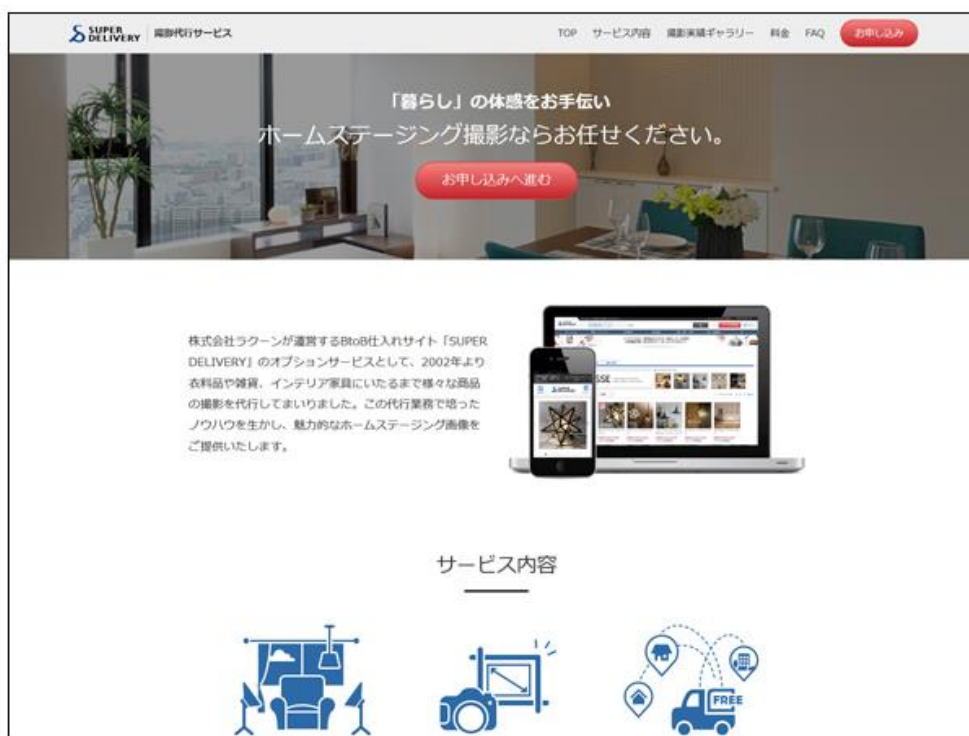 SUPER
DELIVERY
撮影代行サービス
TOP サービス内容 撮影実績ギャラリー 料金 FAQ お申し込み
「暮らし」の体感をお手伝い
ホームステージング撮影ならお任せください。
お申し込みへ進む
株式会社ラクーンが運営するBtoB仕入れサイト「SUPER
DELIVERY」のオプションサービスとして、2002年より
衣料品や雑貨、インテリア家具にいたるまで様々な商品
の撮影を代行してまいりました。この代行業務で培った
ノウハウを生かし、魅力的なホームステージング画像を
ご提供いたします。
サービス内容
FREE